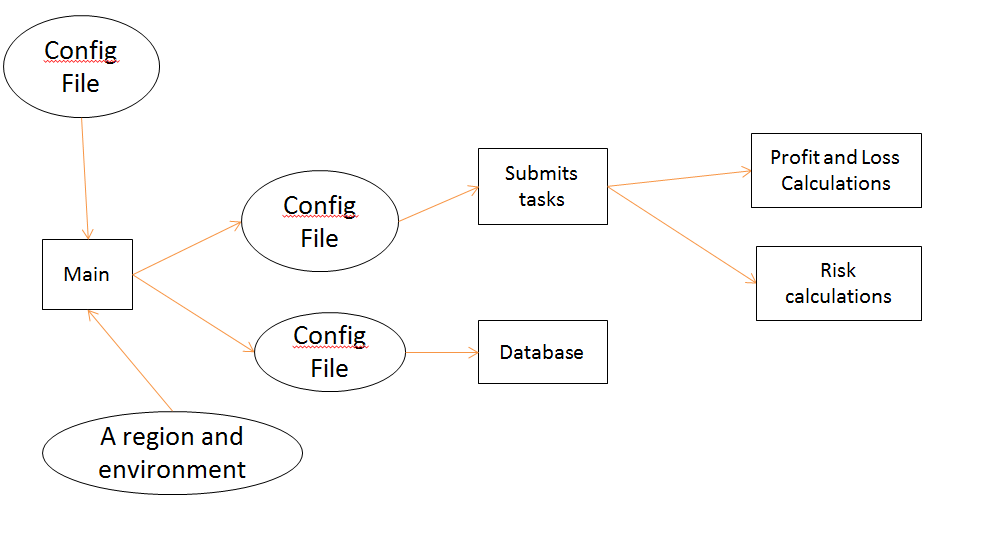 Config
File
Main
A region and
environment
Config
File
Config
File
Submits
tasks
Database
Profit and Loss
Calculations
Risk
calculations